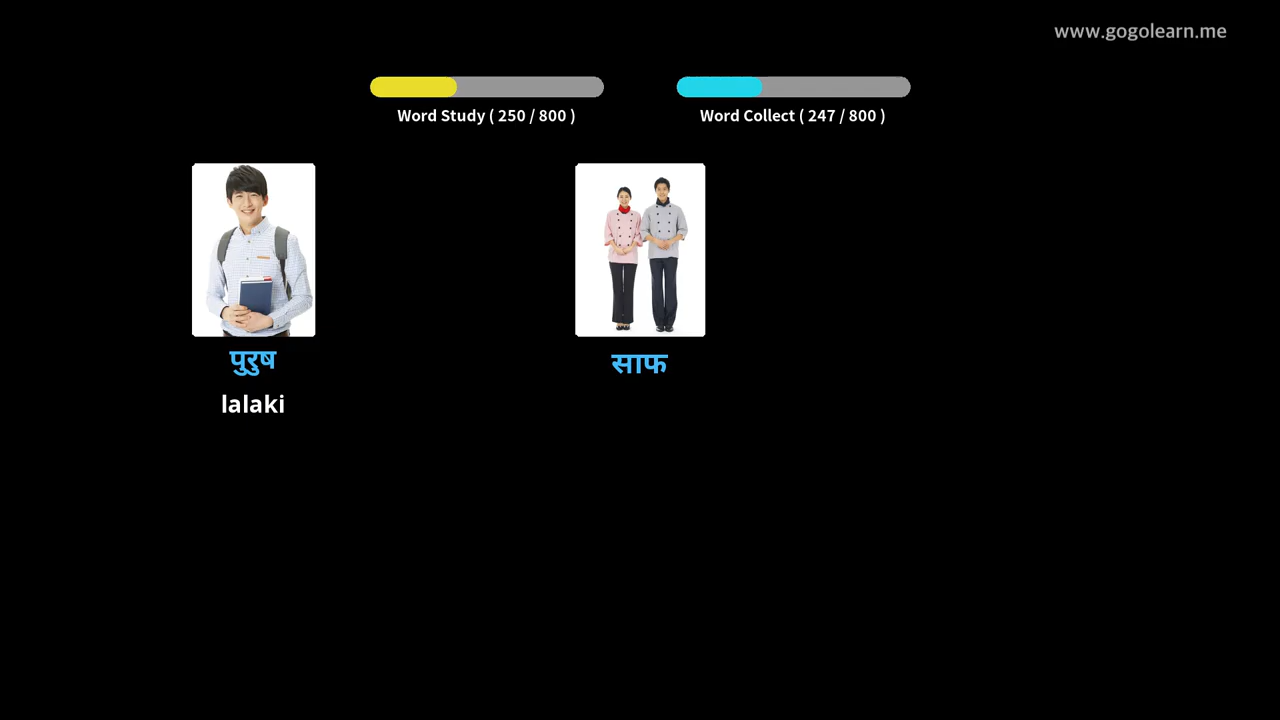 www.gogolearn.me
Word Study ( 250 / 800 )
Word Collect ( 247 / 800 )
पुरुष
lalaki
साफ